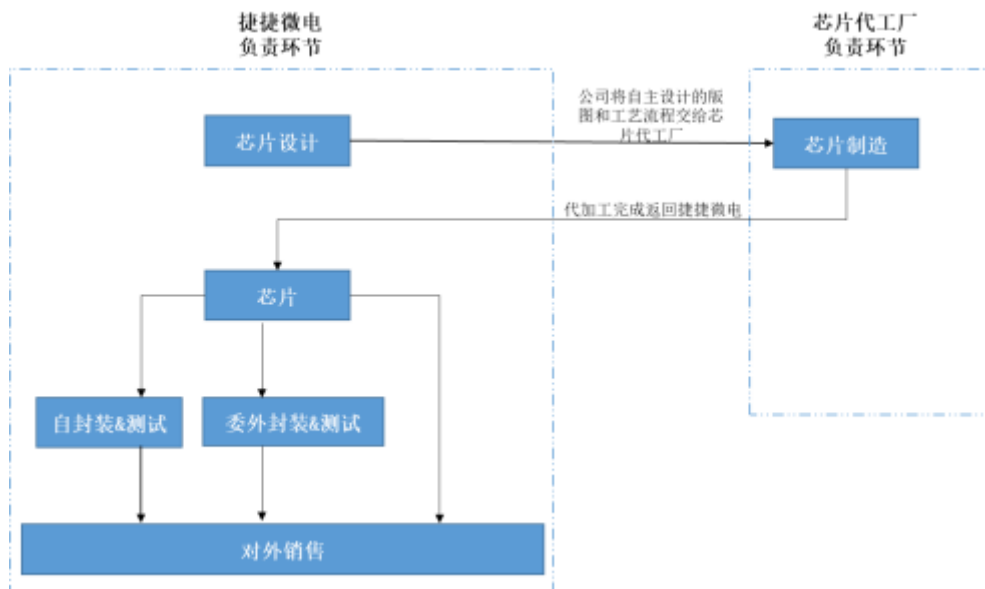 捷捷微电
负责环节
芯片代工厂
负责环节
公司将自主设计的版
图和工艺流程交给芯
片代工厂
芯片设计
芯片制造
代加工完成返回捷捷微电
芯片
自封装&测试
委外封装&测试
对外销售